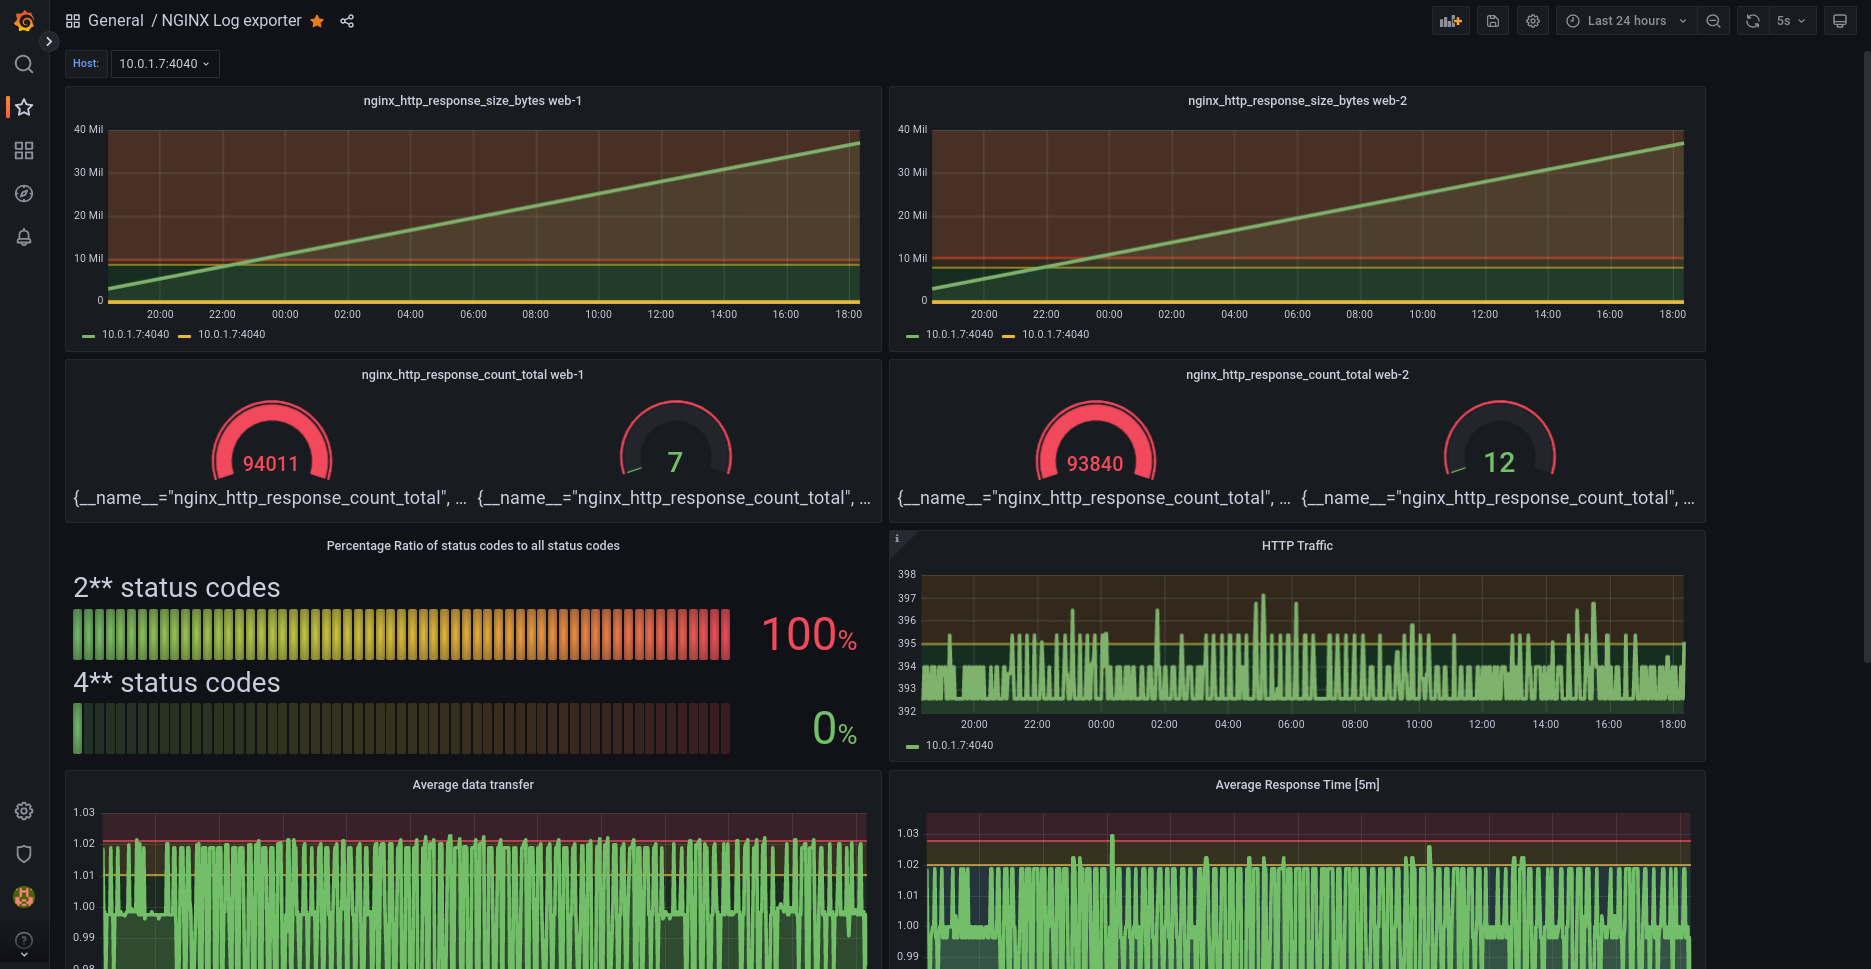 General / NGINX Log exporter
Last 24 hours
5s
Host:
10.0.1.7:4040
nginx_http_response_size_bytes web-1
40 Mil
30 Mil
20 Mil
10 Mil
0
20:00 22:00 00:00 02:00 04:00 06:00 08:00 10:00 12:00 14:00 16:00 18:00
10.0.1.7:4040 10.0.1.7:4040
nginx_http_response_size_bytes web-2
40 Mil
30 Mil
20 Mil
10 Mil
0
20:00 22:00 00:00 02:00 04:00 06:00 08:00 10:00 12:00 14:00 16:00 18:00
10.0.1.7:4040 10.0.1.7:4040
nginx_http_response_count_total web-1
94011
7
{__name__="nginx_http_response_count_total", ...
{__name__="nginx_http_response_count_total", ...
nginx_http_response_count_total web-2
93840
12
{__name__="nginx_http_response_count_total", ...
{__name__="nginx_http_response_count_total", ...
Percentage Ratio of status codes to all status codes
2** status codes
100%
4** status codes
0%
i
HTTP Traffic
398
397
396
395
394
393
392
20:00 22:00 00:00 02:00 04:00 06:00 08:00 10:00 12:00 14:00 16:00 18:00
10.0.1.7:4040
Average data transfer
1.03
1.02
1.01
1.00
0.99
0.98
Average Response Time [5m]
1.03
1.02
1.01
1.00
0.99